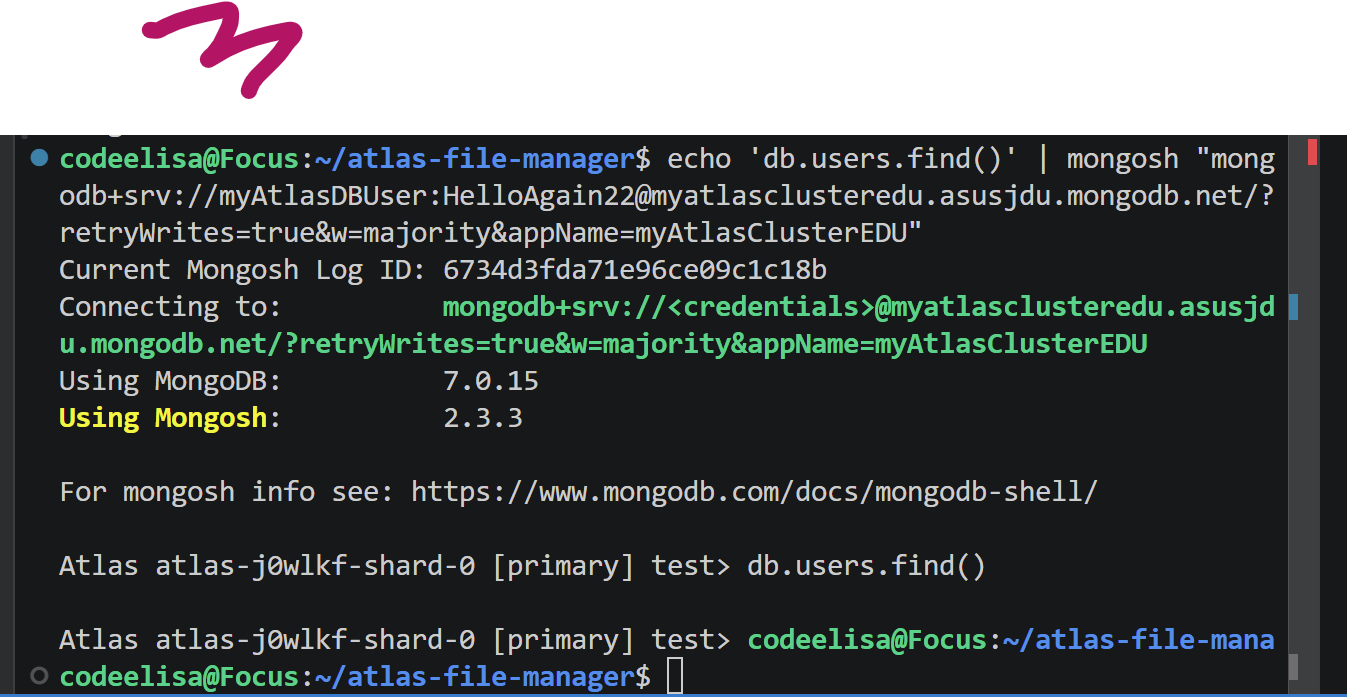 codeelisa@Focus:~/atlas-file-manager$ echo 'db.users.find()' | mongosh "mong
odb+srv://myAtlasDBUser:HelloAgain22@myatlasclusteredu.asusjdu.mongodb.net/?
retryWrites=true&w=majority&appName=myAtlasClusterEDU"
Current Mongosh Log ID: 6734d3fda71e96ce09c1c18b
Connecting to: mongodb+srv://<credentials>@myatlasclusteredu.asusjd
u.mongodb.net/?retryWrites=true&w=majority&appName=myAtlasClusterEDU
Using MongoDB: 7.0.15
Using Mongosh: 2.3.3
For mongosh info see: https://www.mongodb.com/docs/mongodb-shell/
Atlas atlas-j0wlkf-shard-0 [primary] test> db.users.find()
Atlas atlas-j0wlkf-shard-0 [primary] test> codeelisa@Focus:~/atlas-file-mana
codeelisa@Focus:~/atlas-file-manager$